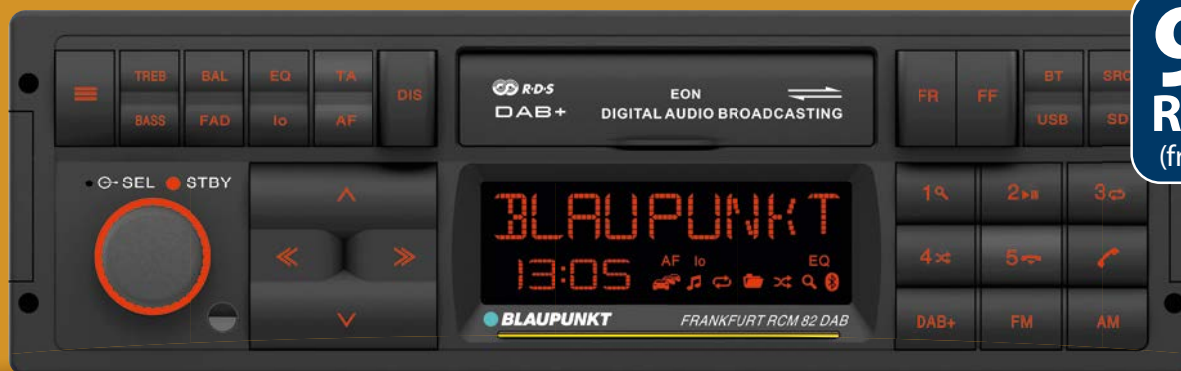 TREB BAL EQ TA
DIS
BASS FAD lo AF
R·D·S
DAB+
EON
DIGITAL AUDIO BROADCASTING
FR FF BT
USB SD
R
(fr
SEL STBY
BLAUPUNKT
13:05
AF lo EQ
BLAUPUNKT FRANKFURT RCM 82 DAB
1 2 3
4 5
DAB+ FM AM